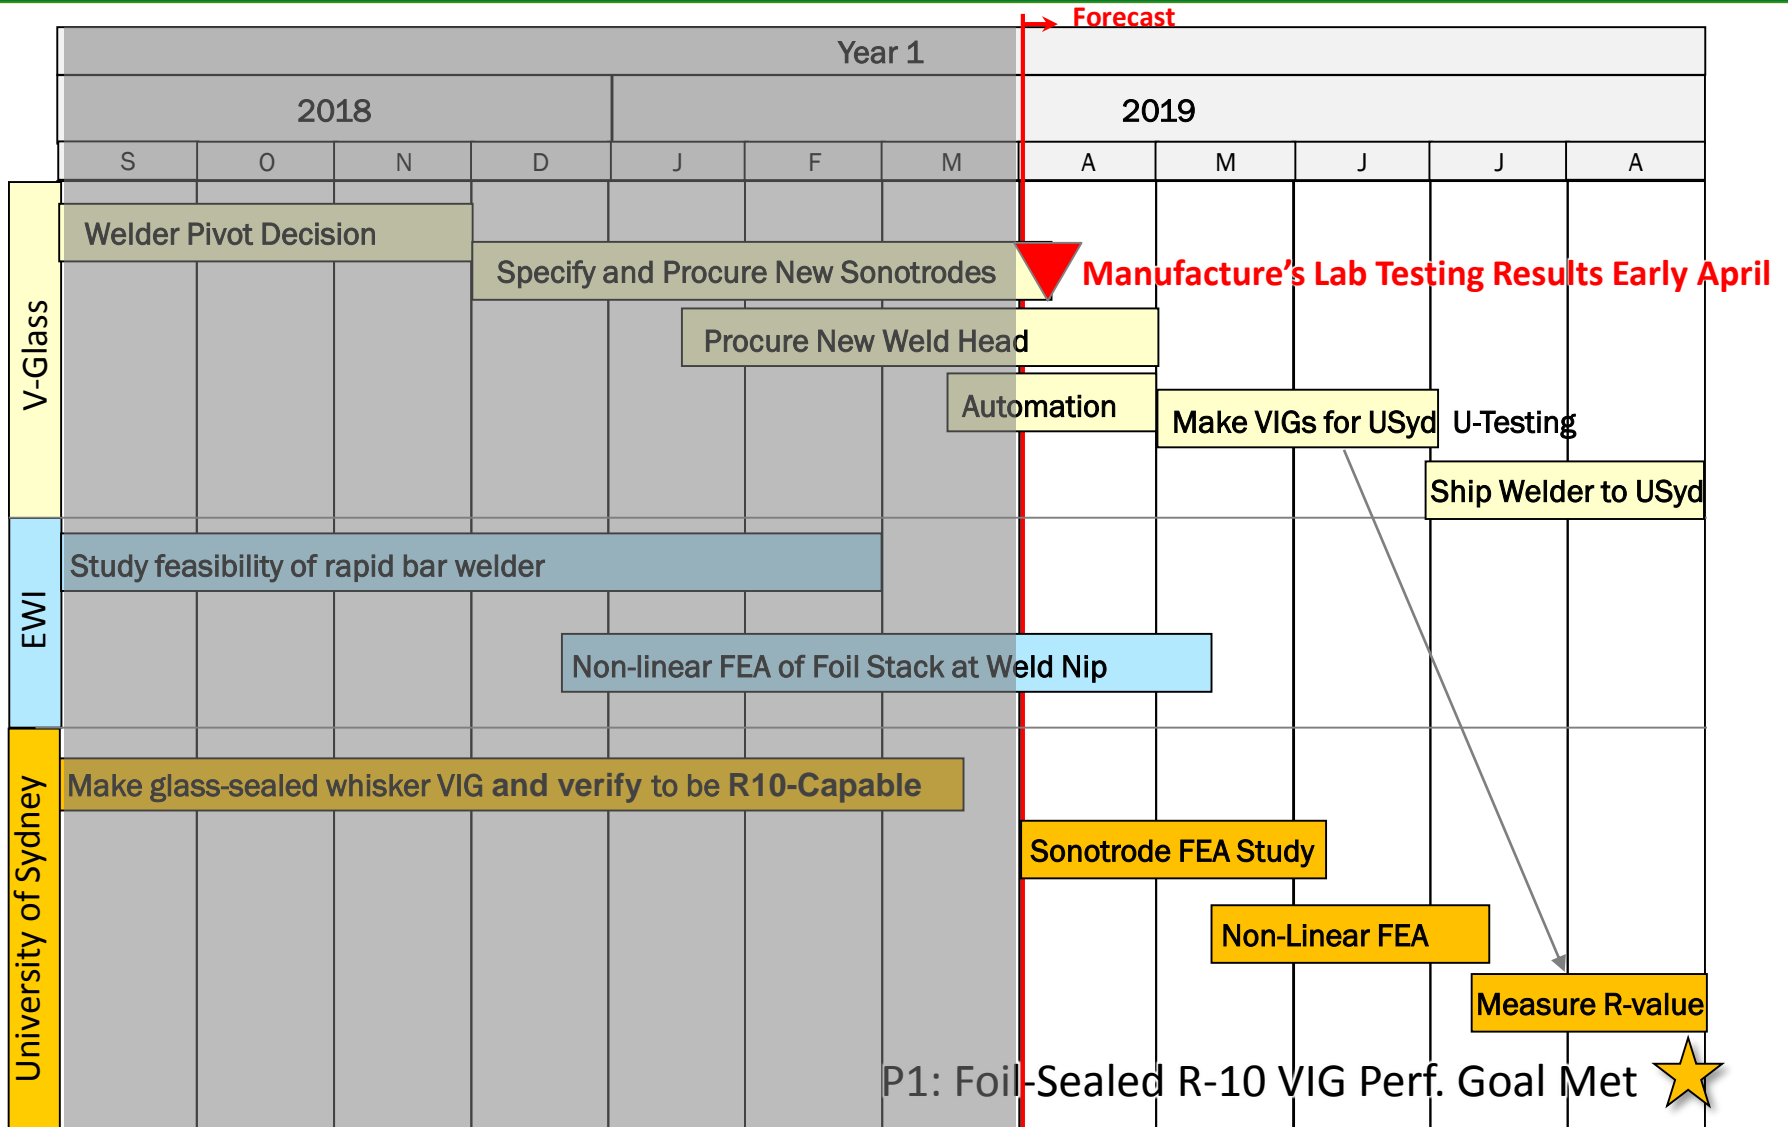 Forecast
Year 1
2018
2019
S O N D J F M A M J J A
V-Glass
Welder Pivot Decision
Specify and Procure New Sonotrodes
Manufacture's Lab Testing Results Early April
Procure New Weld Head
Automation
Make VIGs for USyd U-Testing
Ship Welder to USyd
EWI
Study feasibility of rapid bar welder
Non-linear FEA of Foil Stack at Weld Nip
University of Sydney
Make glass-sealed whisker VIG and verify to be R10-Capable
Sonotrode FEA Study
Non-Linear FEA
Measure R-value
P1: Foil-Sealed R-10 VIG Perf. Goal Met